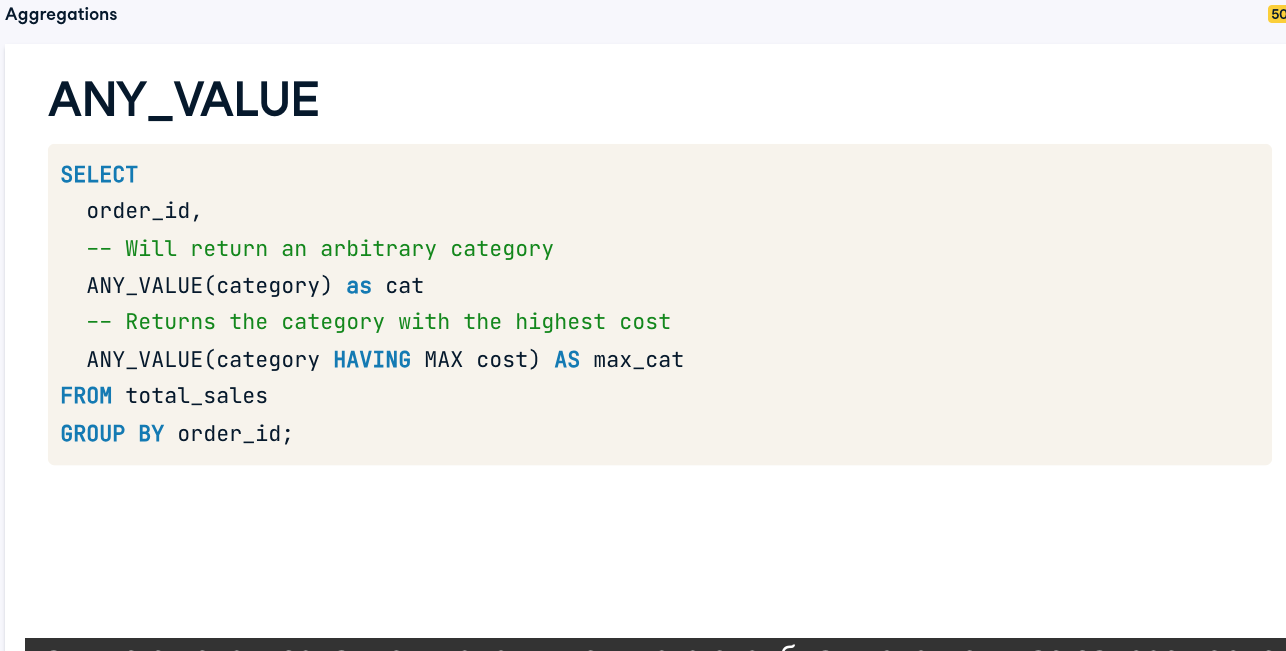 Aggregations
50
ANY_VALUE
SELECT
order_id,
-- Will return an arbitrary category
ANY_VALUE(category) as cat
-- Returns the category with the highest cost
ANY_VALUE(category HAVING MAX cost) AS max_cat
FROM total_sales
GROUP BY order_id;